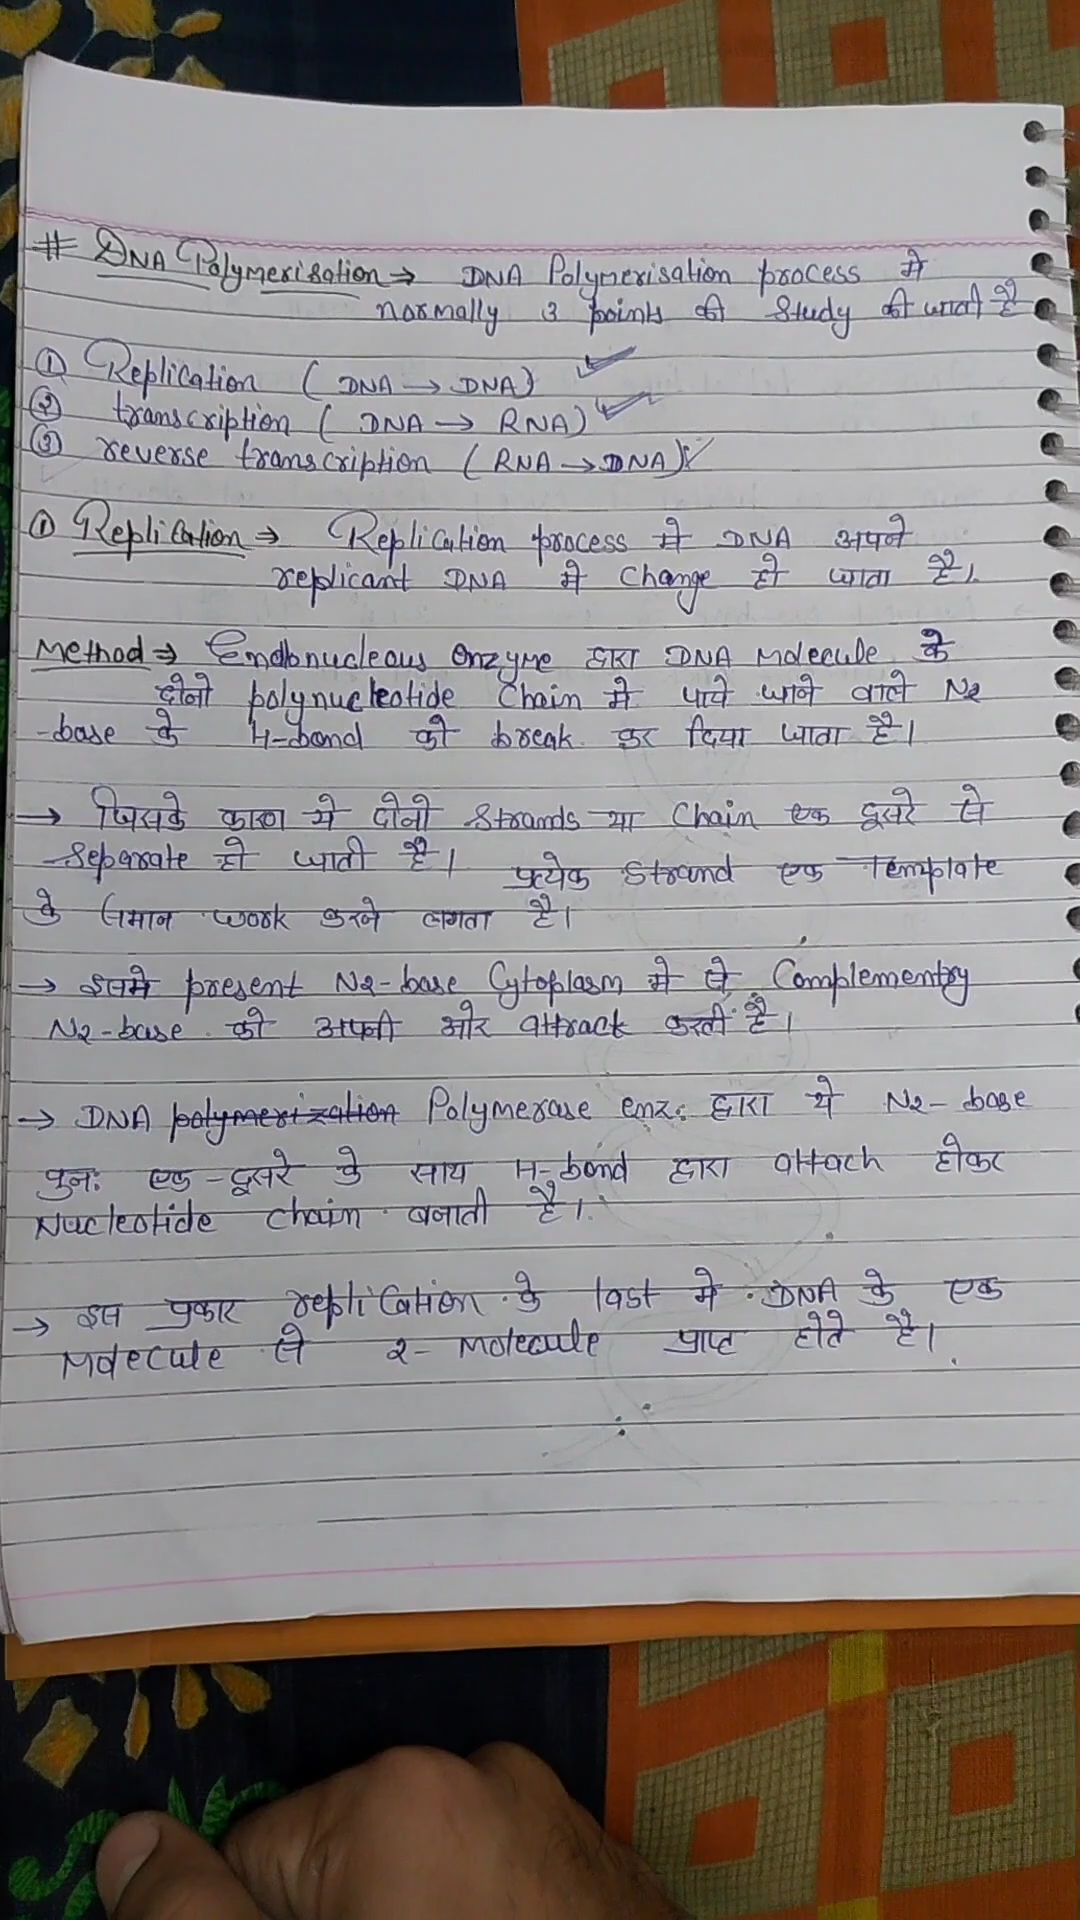 # DNA Polymerisation → DNA Polymerisation process मे
normally 3 points की study की जाती है
① Replication ( DNA → DNA)
② transcription ( DNA → RNA)
③ reverse transcription ( RNA → DNA)
① Replication ⇒ Replication process मे DNA अपने
replicant DNA मे change हो जाता है।
Method ⇒ Endonucleous enzyme द्वारा DNA Molecule के
दोनो polynucleotide Chain मे पाये जाने वाले N2
-base के H-bond को break कर दिया जाता है।
→ जिसके कारण ये दोनो Strands या Chain एक दूसरे से
Separate हो जाती है। प्रत्येक Strand एक Template
के समान work करने लगता है।
→ इसमे present N2-base Cytoplasm मे से Complementry
N2-base को अपनी ओर attrack करती है।
→ DNA polymerization Polymerase enz. द्वारा ये N2-base
पुनः एक-दूसरे के साथ H-bond द्वारा attach होकर
Nucleotide chain बनाती है।
→ इस प्रकार replication के last मे DNA के एक
Molecule से 2- Molecule प्राप्त होते है।